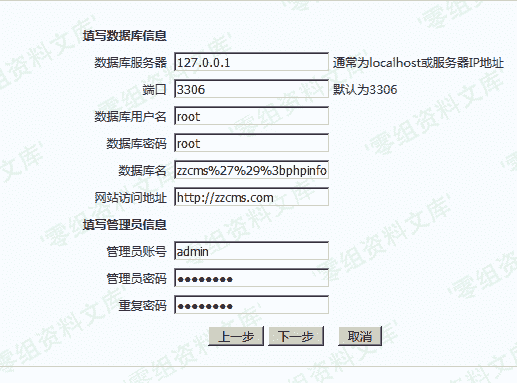 填写数据库信息
数据库服务器 127.0.0.1 通常为localhost或服务器IP地址
端口 3306 默认为3306
数据库用户名 root
数据库密码 root
数据库名 zzcms%27%29%3bphpinfo
网站访问地址 http://zzcms.com
填写管理员信息
管理员账号 admin
管理员密码 ●●●●●●●●
重复密码 ●●●●●●●●
上一步 下一步 取消
'零组资料文库'